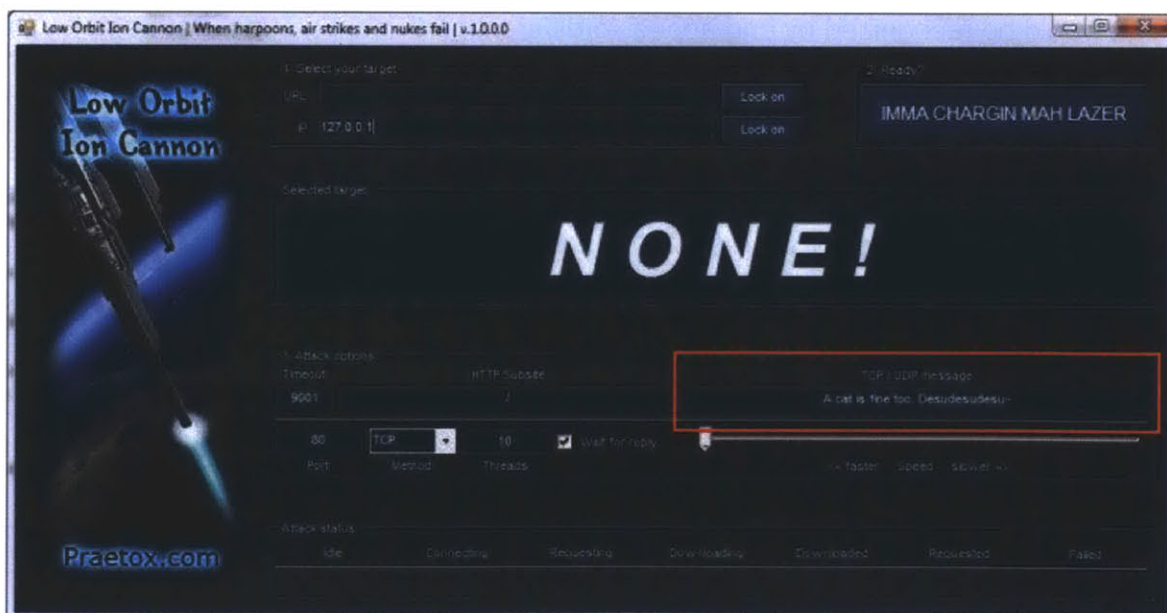 Low Orbit Ion Cannon | When harpoons, air strikes and nukes fail | v.1.0.0.0
Low Orbit
Ion Cannon
Praetox.com
1. Select your target
URL
Lock on
IP 127.0.0.1
Lock on
2. Ready?
IMMA CHARGIN MAH LAZER
Selected target
NONE!
3. Attack options
Timeout
HTTP Subsite
TCP / UDP message
9001
/
A cat is fine too. Desudesudesu~
80
TCP
10
Wait for reply
Port
Method
Threads
<= faster Speed slower =>
Attack status
Idle
Connecting
Requesting
Downloading
Downloaded
Requested
Failed